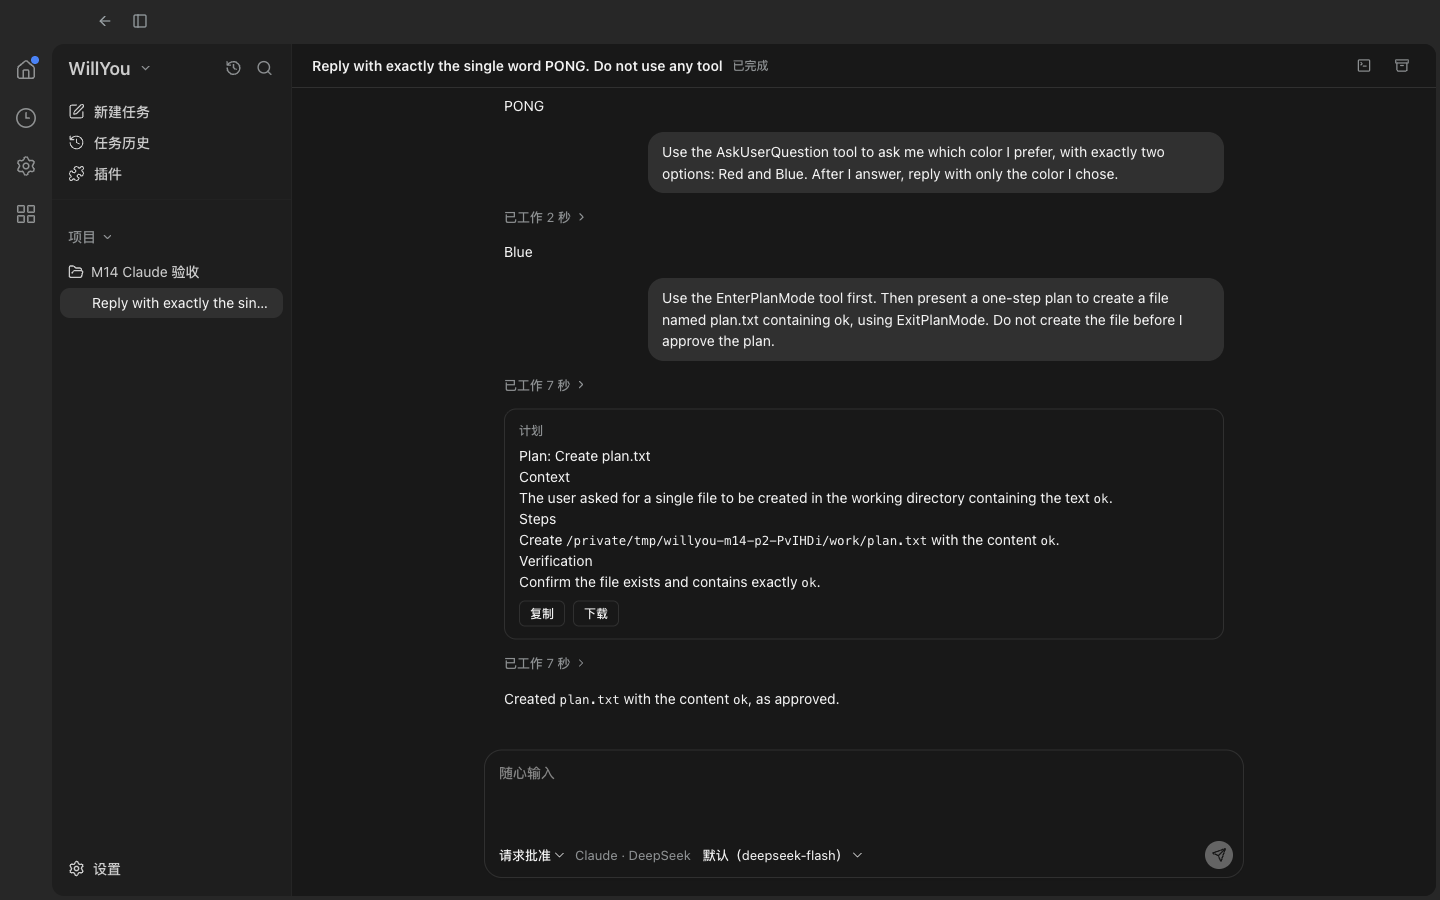 WillYou
新建任务
任务历史
插件
项目
M14 Claude 验收
Reply with exactly the sin...
设置
Reply with exactly the single word PONG. Do not use any tool 已完成
PONG
Use the AskUserQuestion tool to ask me which color I prefer, with exactly two
options: Red and Blue. After I answer, reply with only the color I chose.
已工作 2 秒
Blue
Use the EnterPlanMode tool first. Then present a one-step plan to create a file
named plan.txt containing ok, using ExitPlanMode. Do not create the file before I
approve the plan.
已工作 7 秒
计划
Plan: Create plan.txt
Context
The user asked for a single file to be created in the working directory containing the text ok.
Steps
Create /private/tmp/willyou-m14-p2-PvIHDi/work/plan.txt with the content ok.
Verification
Confirm the file exists and contains exactly ok.
复制 下载
已工作 7 秒
Created plan.txt with the content ok, as approved.
随心输入
请求批准 Claude · DeepSeek 默认（deepseek-flash）